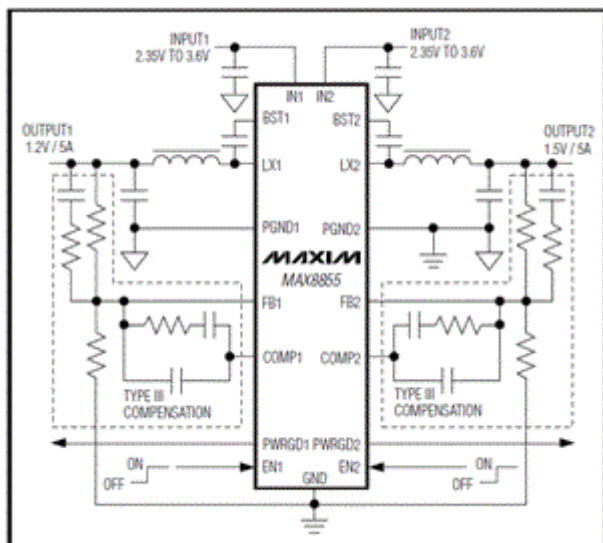 INPUT1
2.35V TO 3.6V
INPUT2
2.35V TO 3.6V
IN1 IN2
BST1 BST2
OUTPUT1
1.2V / 5A
OUTPUT2
1.5V / 5A
LX1 LX2
PGND1 PGND2
MAXIM
MAX8855
FB1 FB2
COMP1 COMP2
TYPE III
COMPENSATION
TYPE III
COMPENSATION
PWRGD1 PWRGD2
ON
OFF
EN1 EN2
ON
OFF
GND